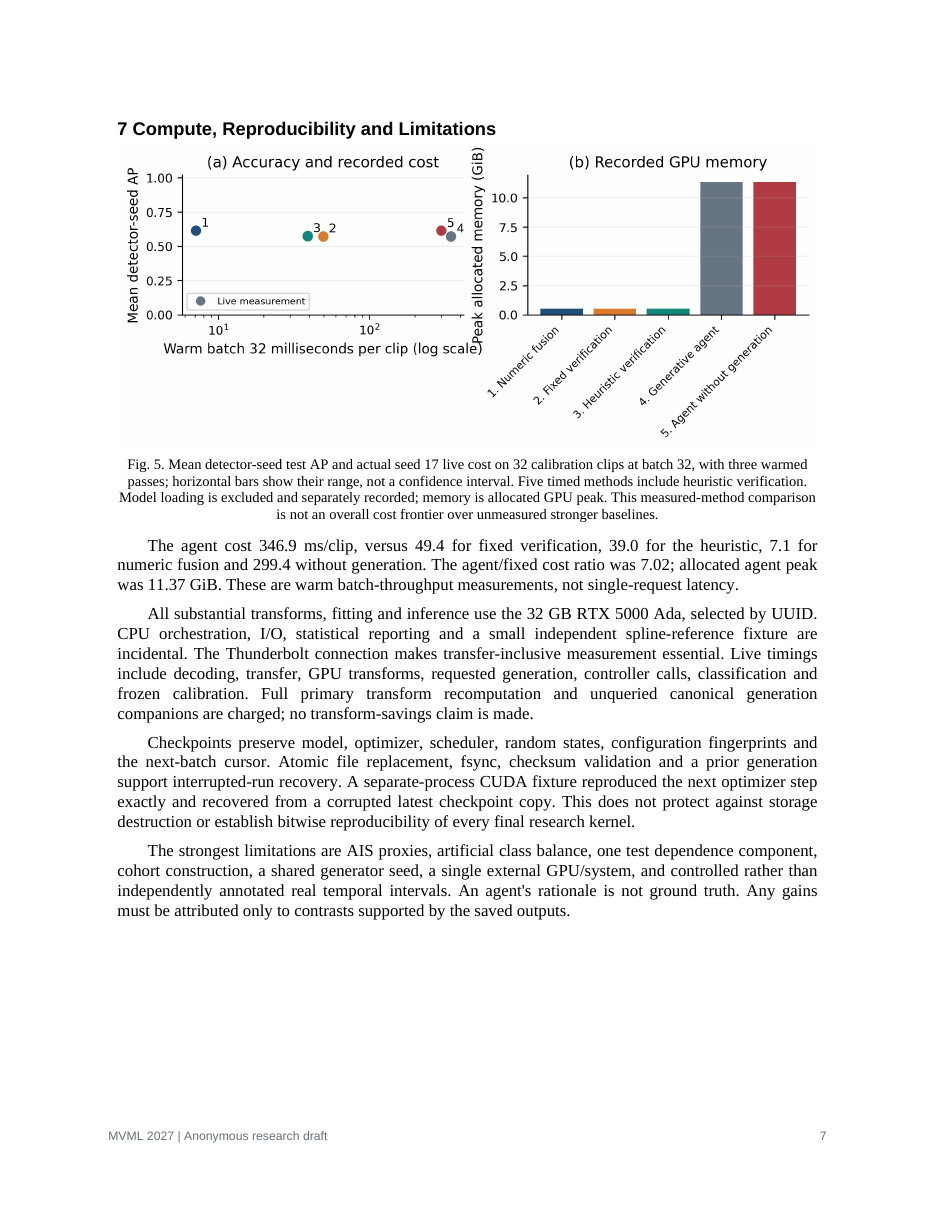 7 Compute, Reproducibility and Limitations
(a) Accuracy and recorded cost
Mean detector-seed AP
1.00
0.75
0.50
0.25
0.00
1
3
2
5
4
Live measurement
10¹
10²
Warm batch 32 milliseconds per clip (log scale)
(b) Recorded GPU memory
Peak allocated memory (GiB)
10.0
7.5
5.0
2.5
0.0
1. Numeric fusion
2. Fixed verification
3. Heuristic verification
4. Generative agent
5. Agent without generation
Fig. 5. Mean detector-seed test AP and actual seed 17 live cost on 32 calibration clips at batch 32, with three warmed
passes; horizontal bars show their range, not a confidence interval. Five timed methods include heuristic verification.
Model loading is excluded and separately recorded; memory is allocated GPU peak. This measured-method comparison
is not an overall cost frontier over unmeasured stronger baselines.
The agent cost 346.9 ms/clip, versus 49.4 for fixed verification, 39.0 for the heuristic, 7.1 for
numeric fusion and 299.4 without generation. The agent/fixed cost ratio was 7.02; allocated agent peak
was 11.37 GiB. These are warm batch-throughput measurements, not single-request latency.
All substantial transforms, fitting and inference use the 32 GB RTX 5000 Ada, selected by UUID.
CPU orchestration, I/O, statistical reporting and a small independent spline-reference fixture are
incidental. The Thunderbolt connection makes transfer-inclusive measurement essential. Live timings
include decoding, transfer, GPU transforms, requested generation, controller calls, classification and
frozen calibration. Full primary transform recomputation and unqueried canonical generation
companions are charged; no transform-savings claim is made.
Checkpoints preserve model, optimizer, scheduler, random states, configuration fingerprints and
the next-batch cursor. Atomic file replacement, fsync, checksum validation and a prior generation
support interrupted-run recovery. A separate-process CUDA fixture reproduced the next optimizer step
exactly and recovered from a corrupted latest checkpoint copy. This does not protect against storage
destruction or establish bitwise reproducibility of every final research kernel.
The strongest limitations are AIS proxies, artificial class balance, one test dependence component,
cohort construction, a shared generator seed, a single external GPU/system, and controlled rather than
independently annotated real temporal intervals. An agent's rationale is not ground truth. Any gains
must be attributed only to contrasts supported by the saved outputs.
MVML 2027 | Anonymous research draft
7